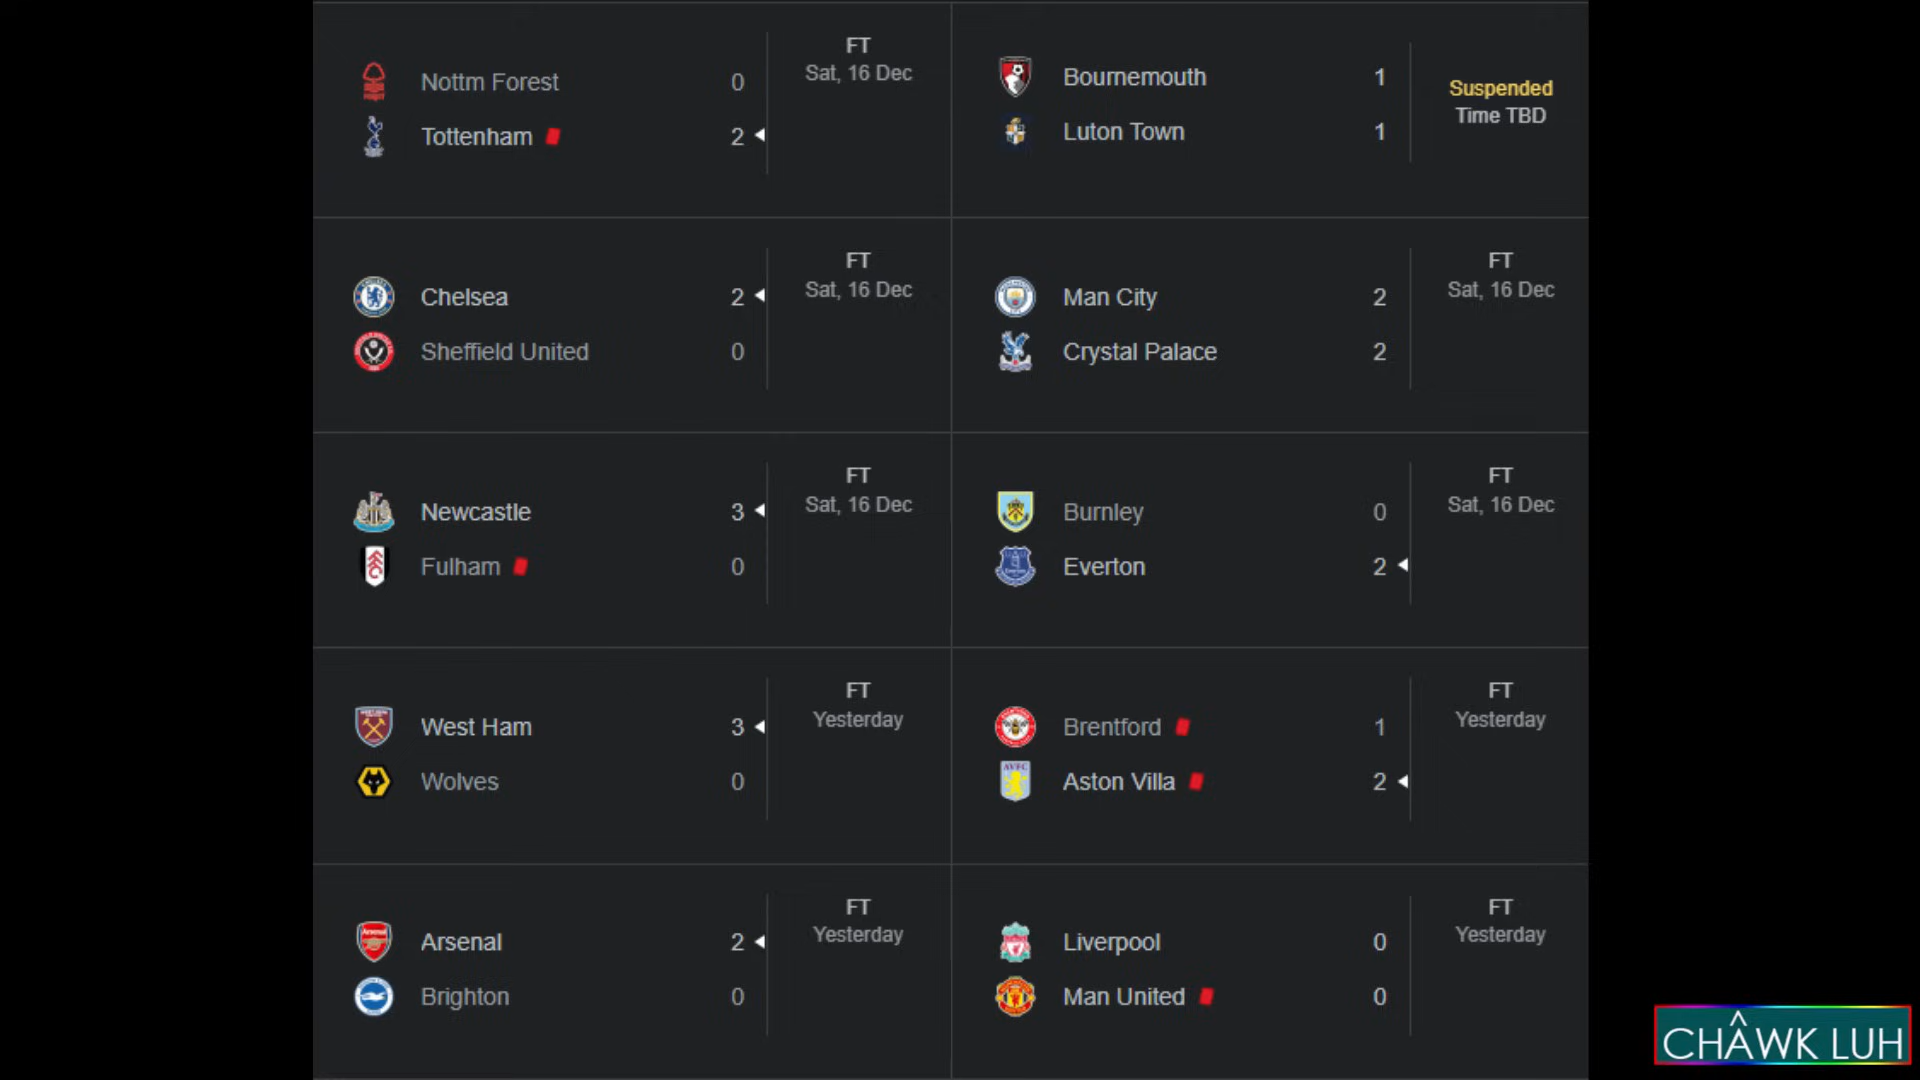 FT
Sat, 16 Dec
Nottm Forest 0
Tottenham 2
Bournemouth 1
Luton Town 1
Suspended
Time TBD
FT
Sat, 16 Dec
Chelsea 2
Sheffield United 0
FT
Sat, 16 Dec
Man City 2
Crystal Palace 2
FT
Sat, 16 Dec
Newcastle 3
Fulham 0
FT
Sat, 16 Dec
Burnley 0
Everton 2
FT
Yesterday
West Ham 3
Wolves 0
FT
Yesterday
Brentford 1
Aston Villa 2
FT
Yesterday
Arsenal 2
Brighton 0
FT
Yesterday
Liverpool 0
Man United 0
CHÂWK LUH